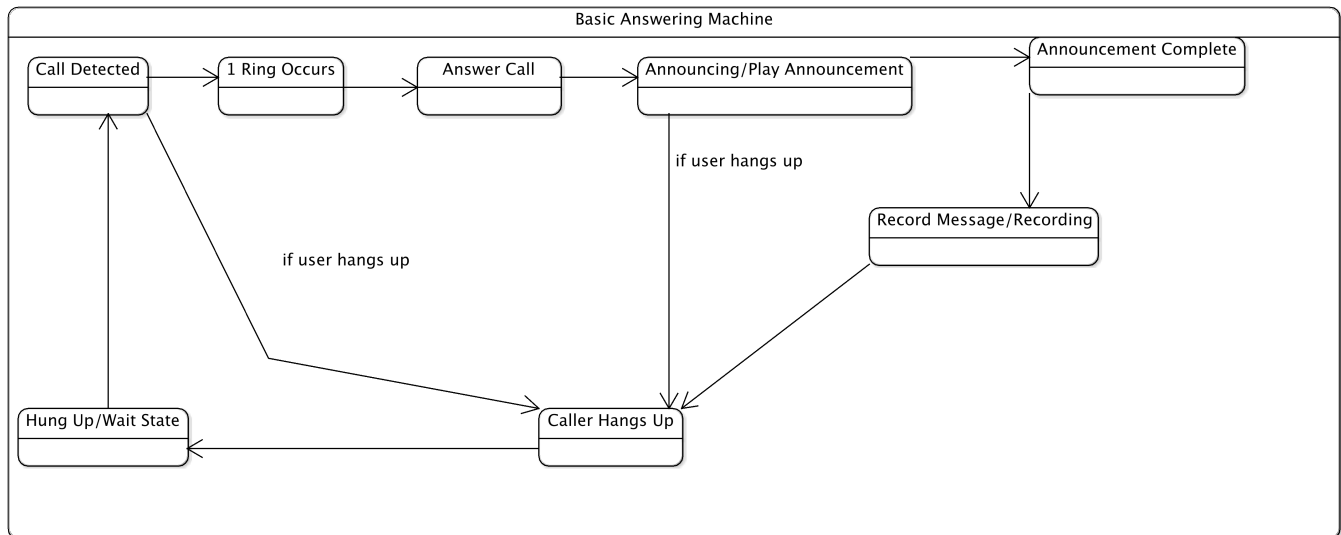 Basic Answering Machine
Call Detected
1 Ring Occurs
Answer Call
Announcing/Play Announcement
Announcement Complete
if user hangs up
Record Message/Recording
if user hangs up
Hung Up/Wait State
Caller Hangs Up